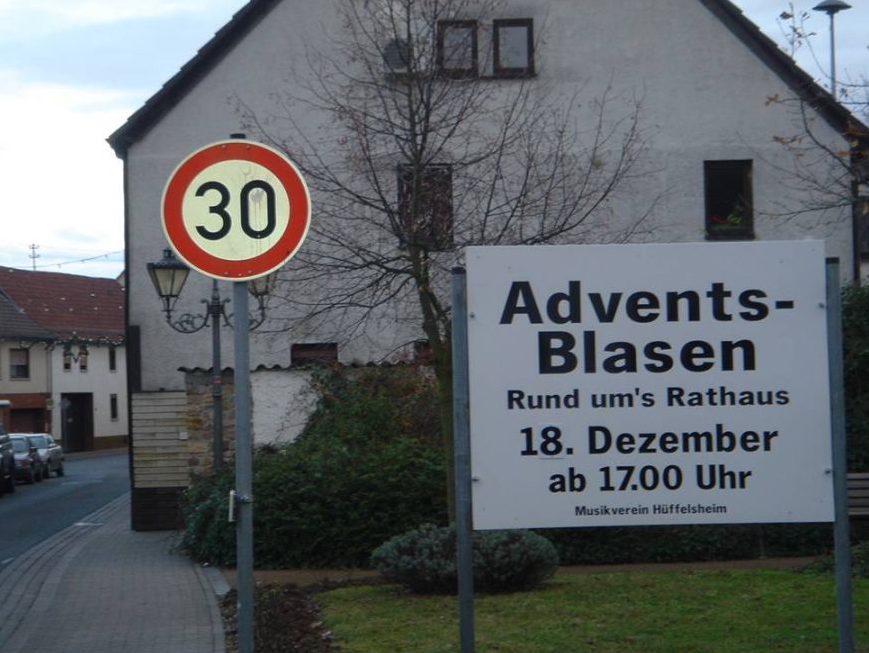 30
Advents-
Blasen
Rund um's Rathaus
18. Dezember
ab 17.00 Uhr
Musikverein Hüffelsheim